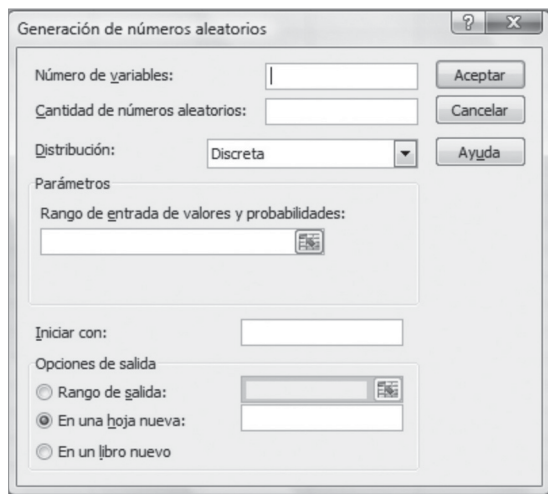 Generación de números aleatorios
? X
Número de variables:
Aceptar
Cantidad de números aleatorios:
Cancelar
Distribución:
Discreta
Ayuda
Parámetros
Rango de entrada de valores y probabilidades:
Iniciar con:
Opciones de salida
Rango de salida:
En una hoja nueva:
En un libro nuevo